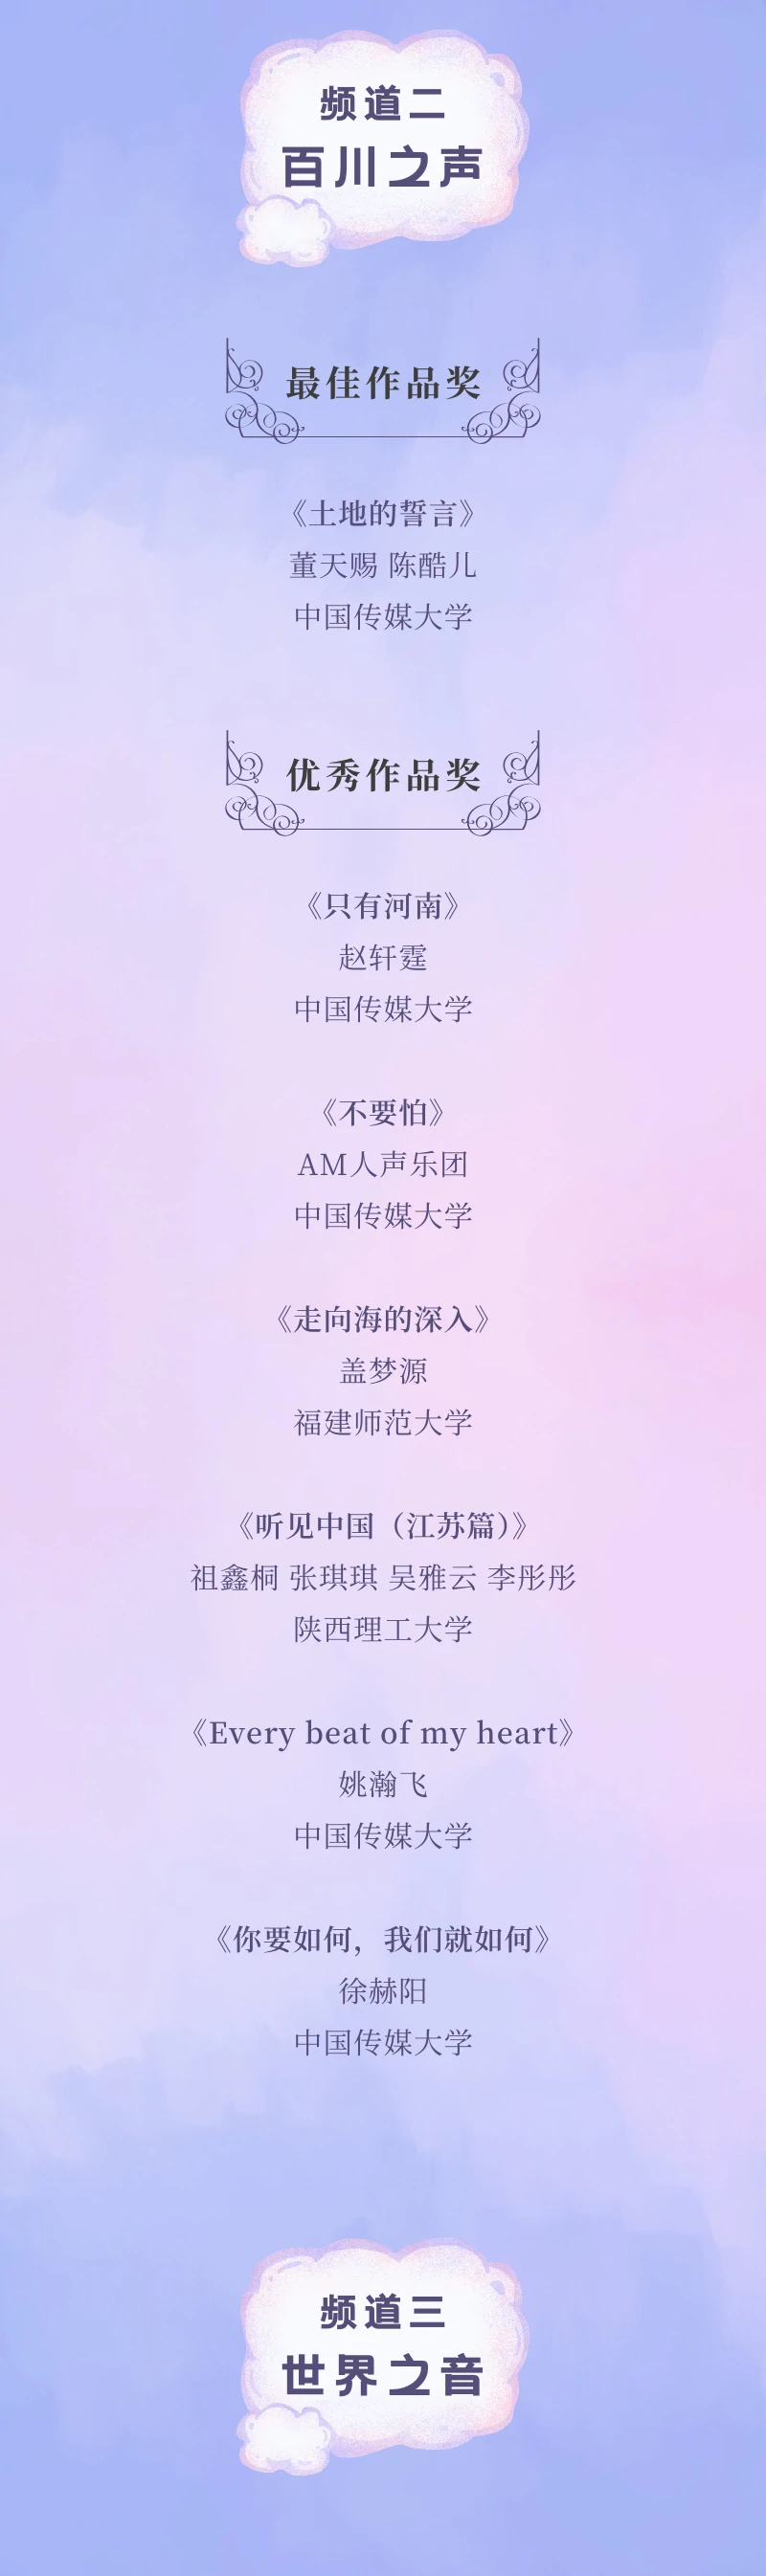 频道二
百川之声
最佳作品奖
《土地的誓言》
董天赐 陈酷儿
中国传媒大学
优秀作品奖
《只有河南》
赵轩霆
中国传媒大学
《不要怕》
AM人声乐团
中国传媒大学
《走向海的深入》
盖梦源
福建师范大学
《听见中国（江苏篇）》
祖鑫桐 张琪琪 吴雅云 李彤彤
陕西理工大学
《Every beat of my heart》
姚瀚飞
中国传媒大学
《你要如何，我们就如何》
徐赫阳
中国传媒大学
频道三
世界之音